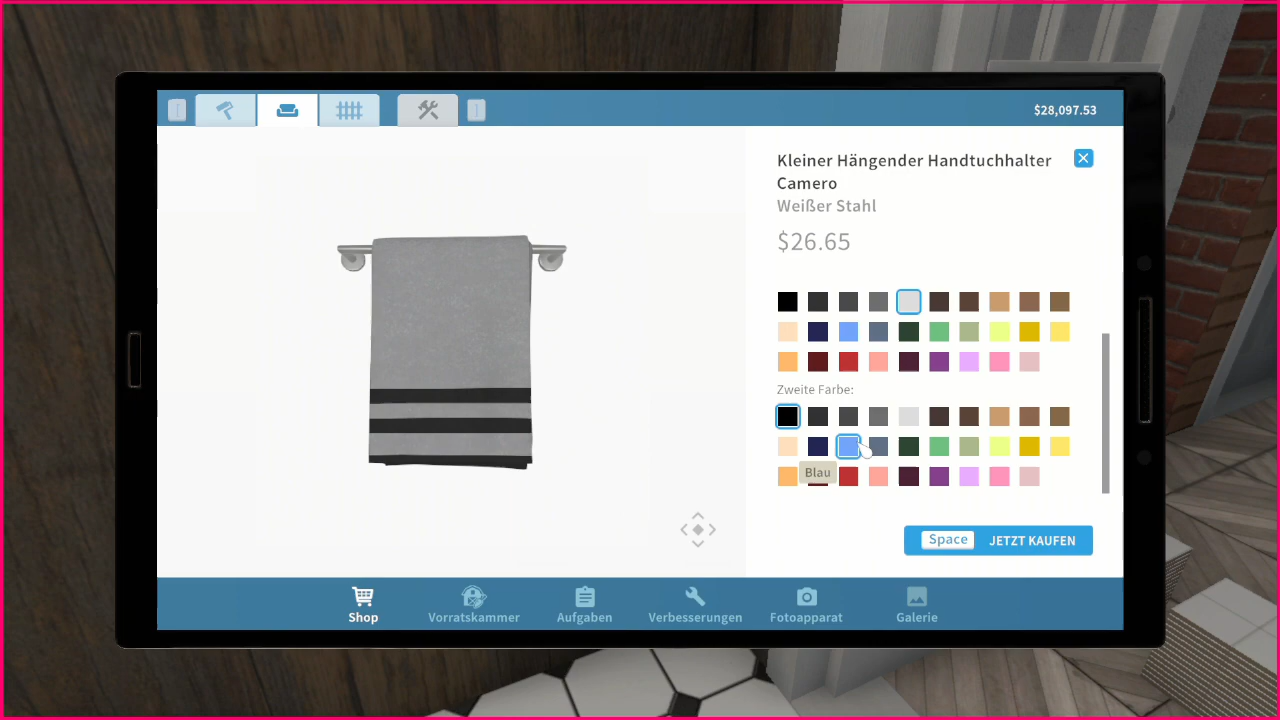 $28,097.53
Kleiner Hängender Handtuchhalter
Camero
Weißer Stahl
$26.65
Zweite Farbe:
Blau
Space JETZT KAUFEN
Shop Vorratskammer Aufgaben Verbesserungen Fotoapparat Galerie